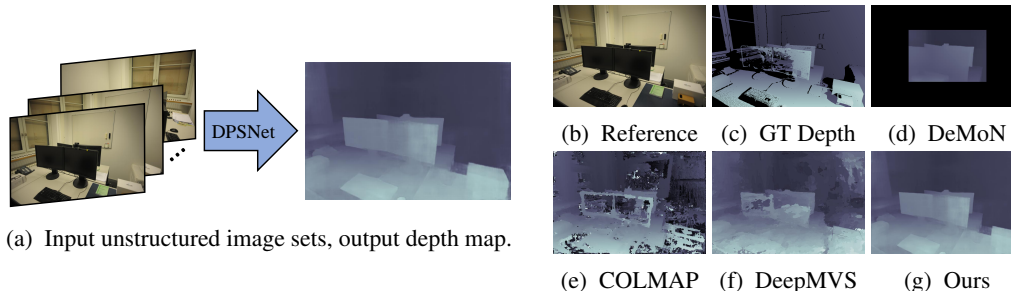 DPSNet
(a) Input unstructured image sets, output depth map.
(b) Reference
(c) GT Depth
(d) DeMoN
(e) COLMAP
(f) DeepMVS
(g) Ours